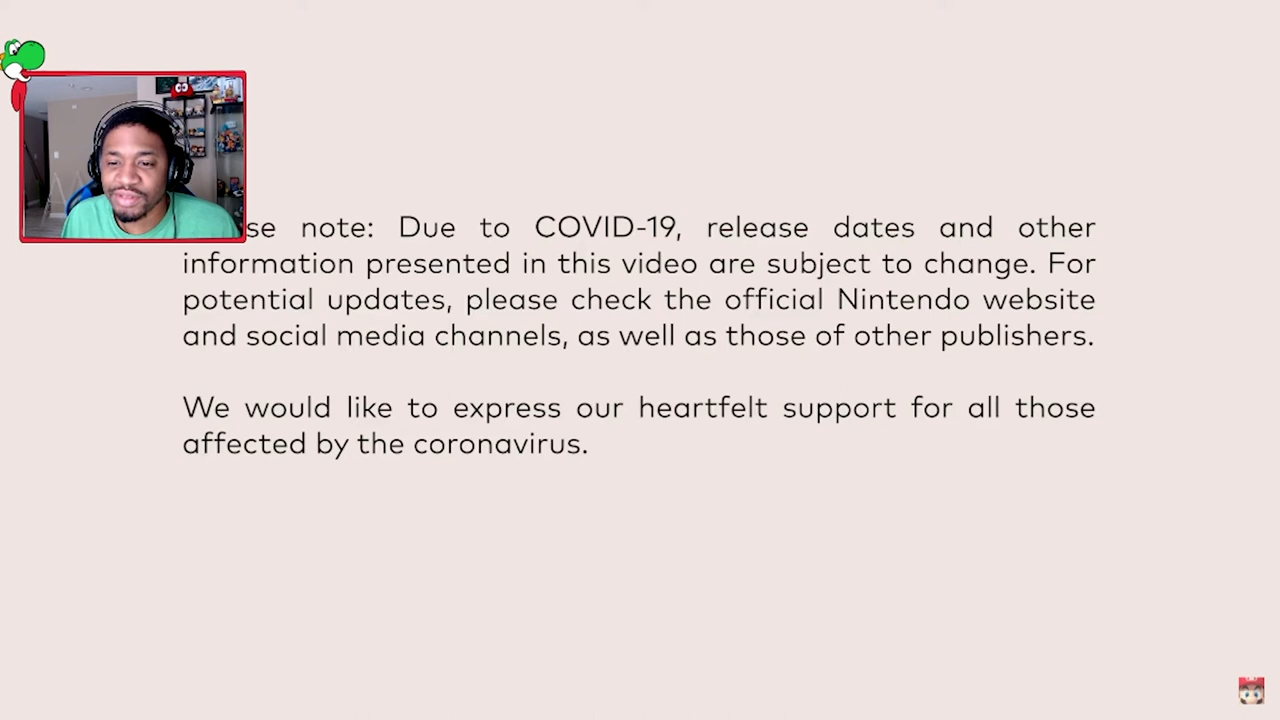 se note: Due to COVID-19, release dates and other
information presented in this video are subject to change. For
potential updates, please check the official Nintendo website
and social media channels, as well as those of other publishers.
We would like to express our heartfelt support for all those
affected by the coronavirus.